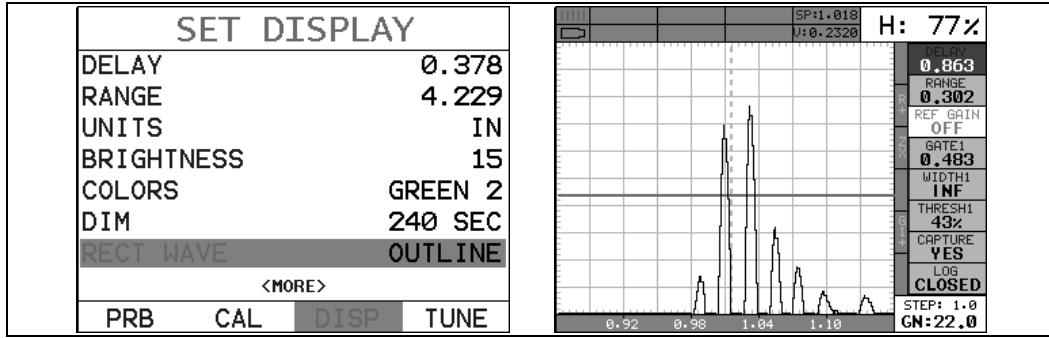 SET DISPLAY
DELAY 0.378
RANGE 4.229
UNITS IN
BRIGHTNESS 15
COLORS GREEN 2
DIM 240 SEC
RECT WAVE OUTLINE
<MORE>
PRB CAL DISP TUNE
SP:1.018
V:0.2320
H: 77%
DELAY
0.863
RANGE
0.302
REF GAIN
OFF
GATE1
0.483
WIDTH1
INF
THRESH1
43%
CAPTURE
YES
LOG
CLOSED
STEP: 1.0
GN:22.0
R+
ZX
G1+
0.92 0.98 1.04 1.10